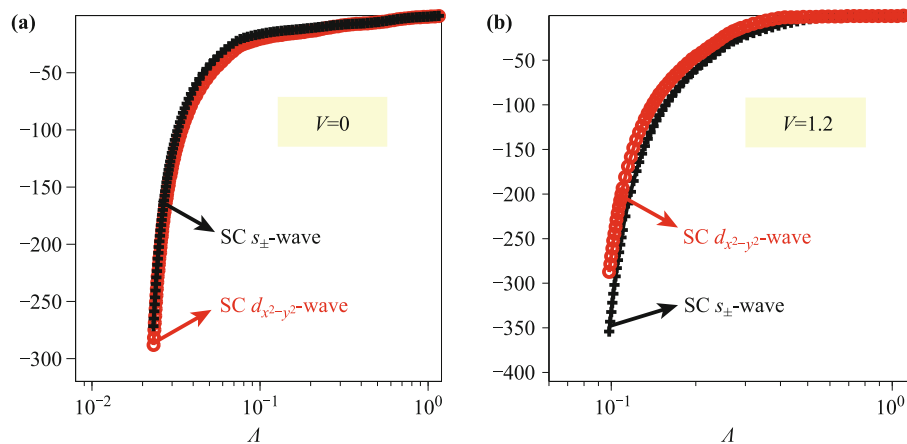 (a)
−50
−100
−150
−200
−250
−300
V=0
SC s±-wave
SC dx²−y²-wave
10⁻²
10⁻¹
10⁰
Λ
(b)
−50
−100
−150
−200
−250
−300
−350
−400
V=1.2
SC dx²−y²-wave
SC s±-wave
10⁻¹
10⁰
Λ